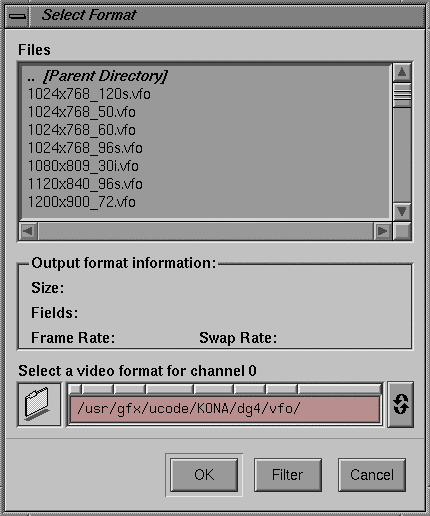 Select Format
Files
.. [Parent Directory]
1024x768_120s.vfo
1024x768_50.vfo
1024x768_60.vfo
1024x768_96s.vfo
1080x809_30i.vfo
1120x840_96s.vfo
1200x900_72.vfo
Output format information:
Size:
Fields:
Frame Rate: Swap Rate:
Select a video format for channel 0
/usr/gfx/ucode/KONA/dg4/vfo/
OK Filter Cancel